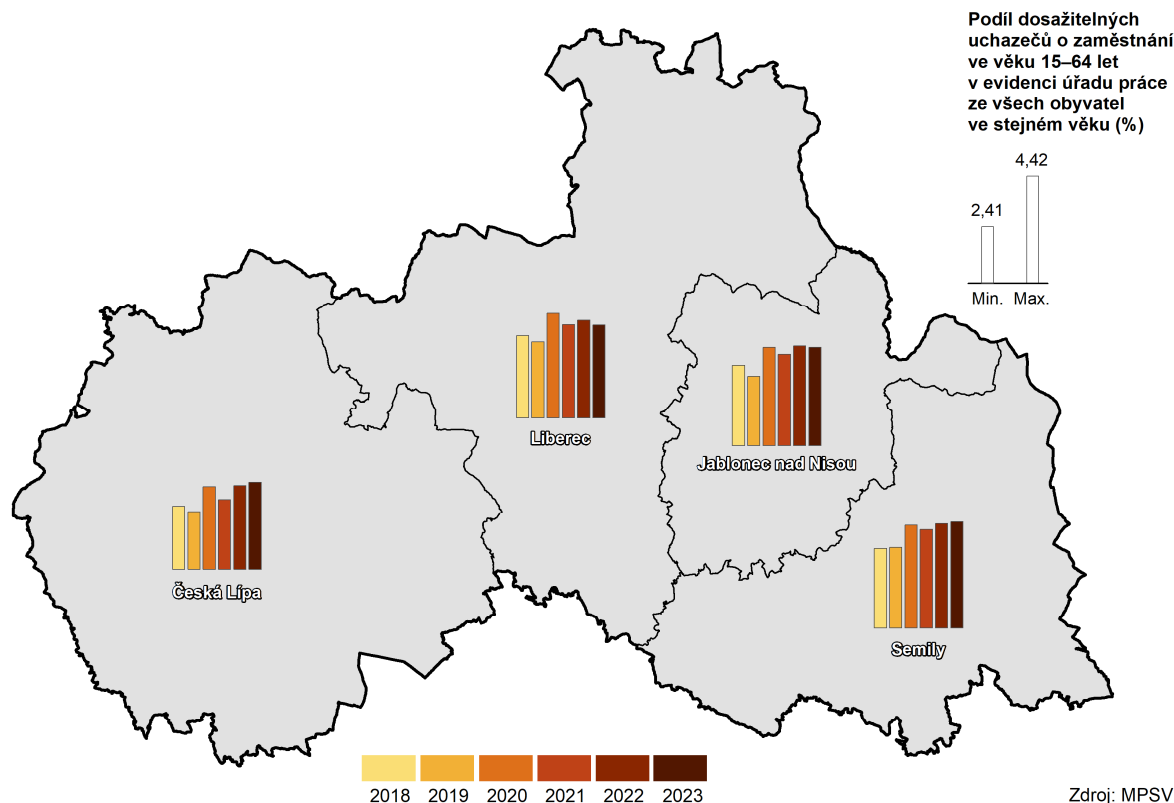 Podíl dosažitelných
uchazečů o zaměstnání
ve věku 15–64 let
v evidenci úřadu práce
ze všech obyvatel
ve stejném věku (%)
4,42
2,41
Min. Max.
Liberec
Jablonec nad Nisou
Česká Lípa
Semily
2018 2019 2020 2021 2022 2023
Zdroj: MPSV